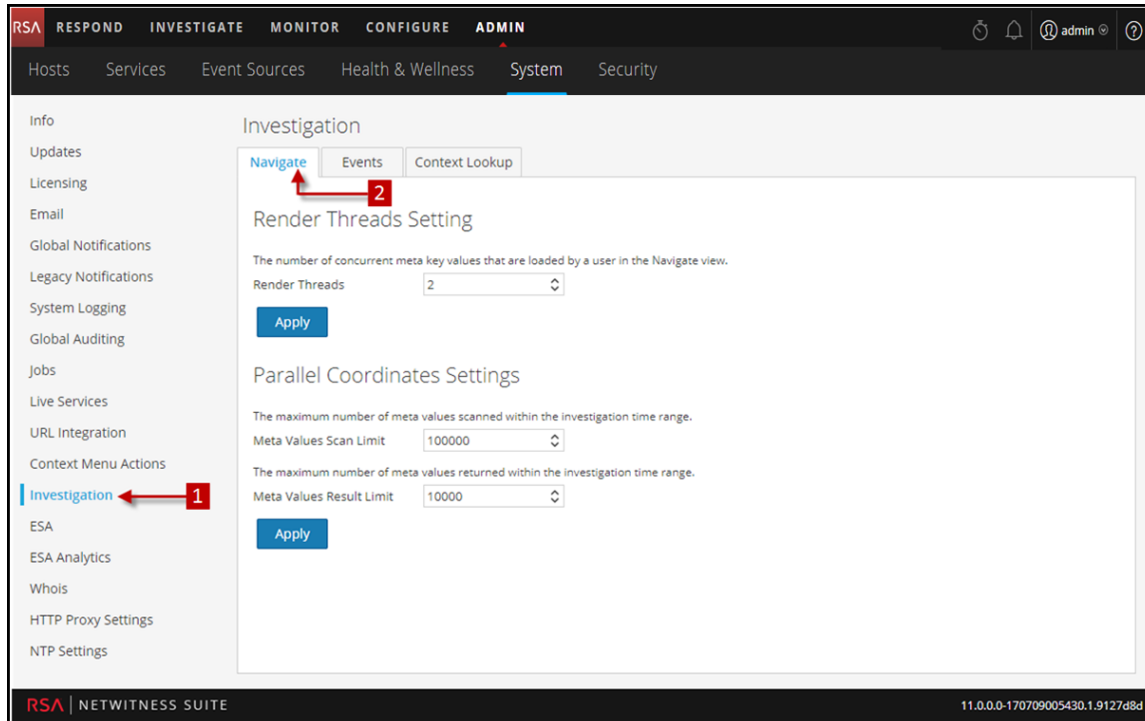 RSA RESPOND INVESTIGATE MONITOR CONFIGURE ADMIN admin ?
Hosts Services Event Sources Health & Wellness System Security
Info
Updates
Licensing
Email
Global Notifications
Legacy Notifications
System Logging
Global Auditing
Jobs
Live Services
URL Integration
Context Menu Actions
Investigation 1
ESA
ESA Analytics
Whois
HTTP Proxy Settings
NTP Settings
Investigation
Navigate Events Context Lookup
2
Render Threads Setting
The number of concurrent meta key values that are loaded by a user in the Navigate view.
Render Threads 2
Apply
Parallel Coordinates Settings
The maximum number of meta values scanned within the investigation time range.
Meta Values Scan Limit 100000
The maximum number of meta values returned within the investigation time range.
Meta Values Result Limit 10000
Apply
RSA NETWITNESS SUITE 11.0.0.0-170709005430.1.9127d8d